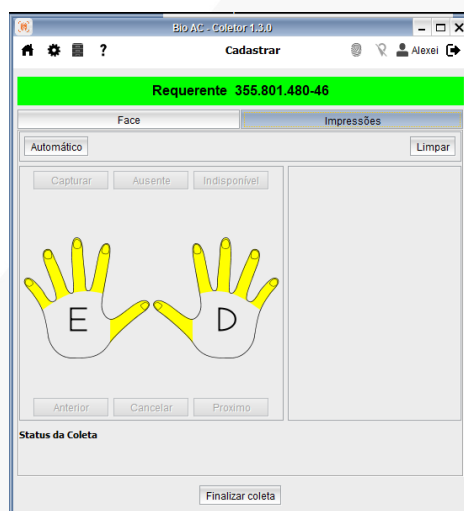 Bio AC - Coletor 1.3.0
? Cadastrar Alexei
Requerente 355.801.480-46
Face Impressões
Automático Limpar
Capturar Ausente Indisponível
E D
Anterior Cancelar Proximo
Status da Coleta
Finalizar coleta